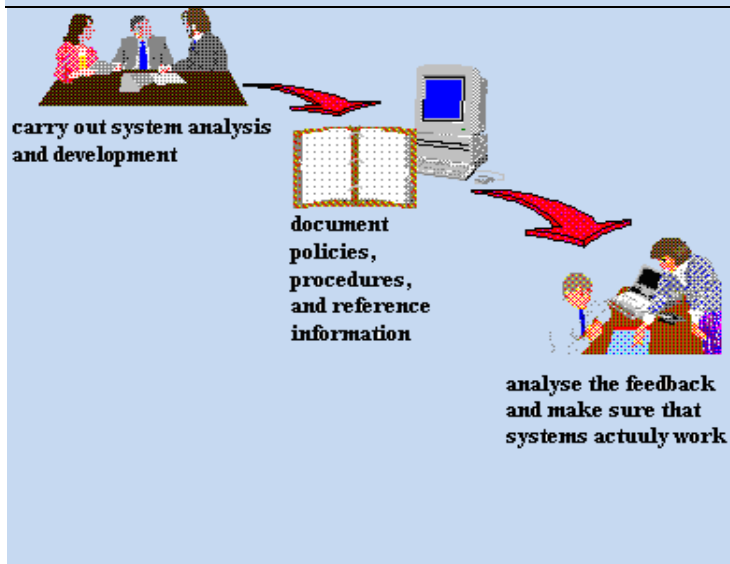 carry out system analysis
and development
document
policies,
procedures,
and reference
information
analyse the feedback
and make sure that
systems actuuly work